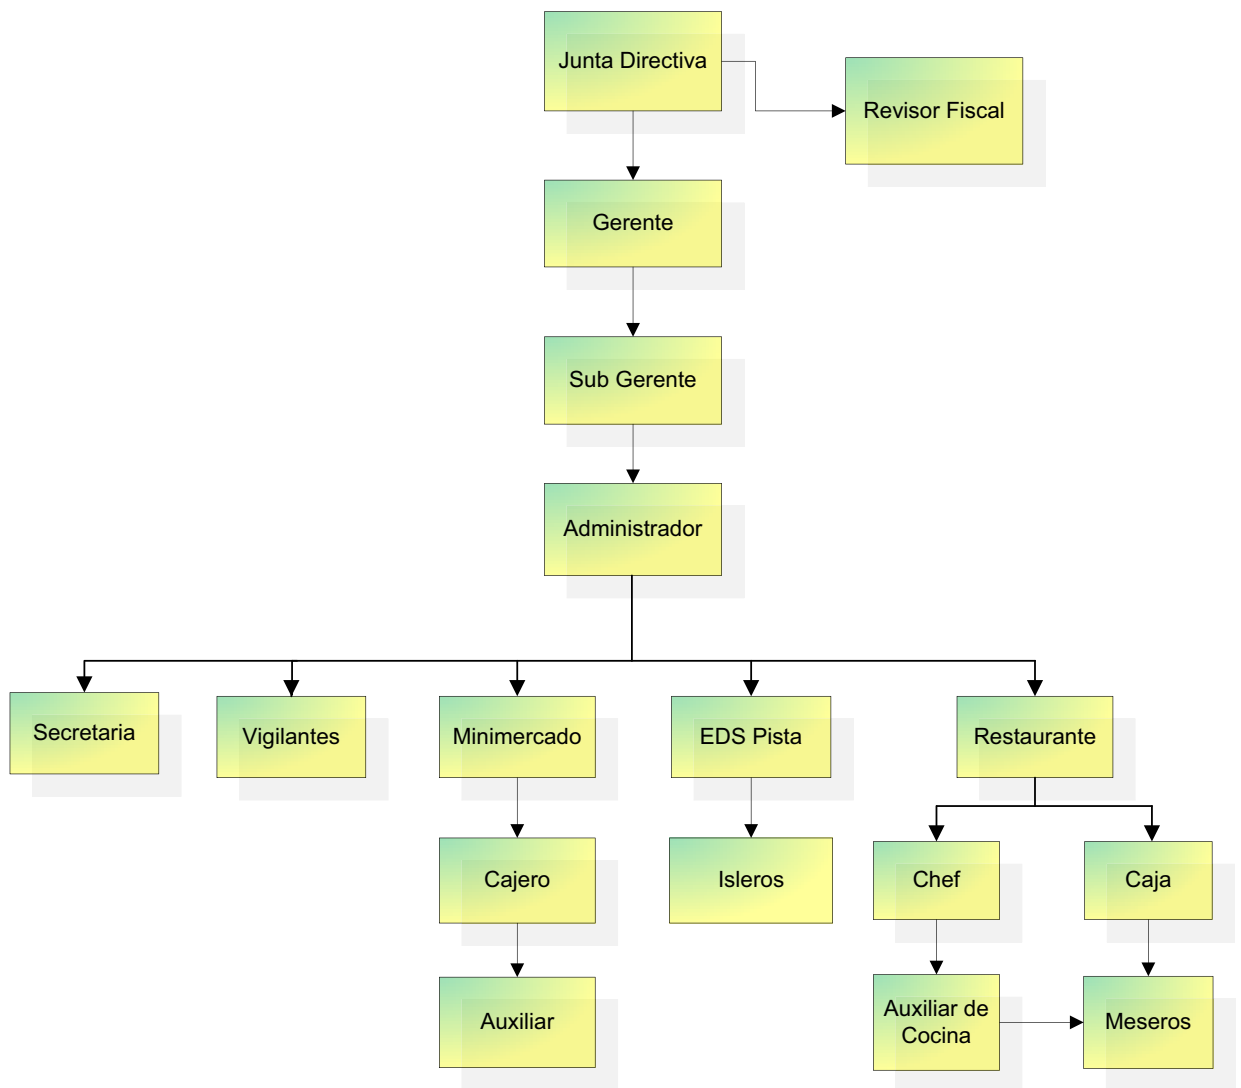 Junta Directiva
Revisor Fiscal
Gerente
Sub Gerente
Administrador
Secretaria
Vigilantes
Minimercado
EDS Pista
Restaurante
Cajero
Isleros
Chef
Caja
Auxiliar
Auxiliar de
Cocina
Meseros